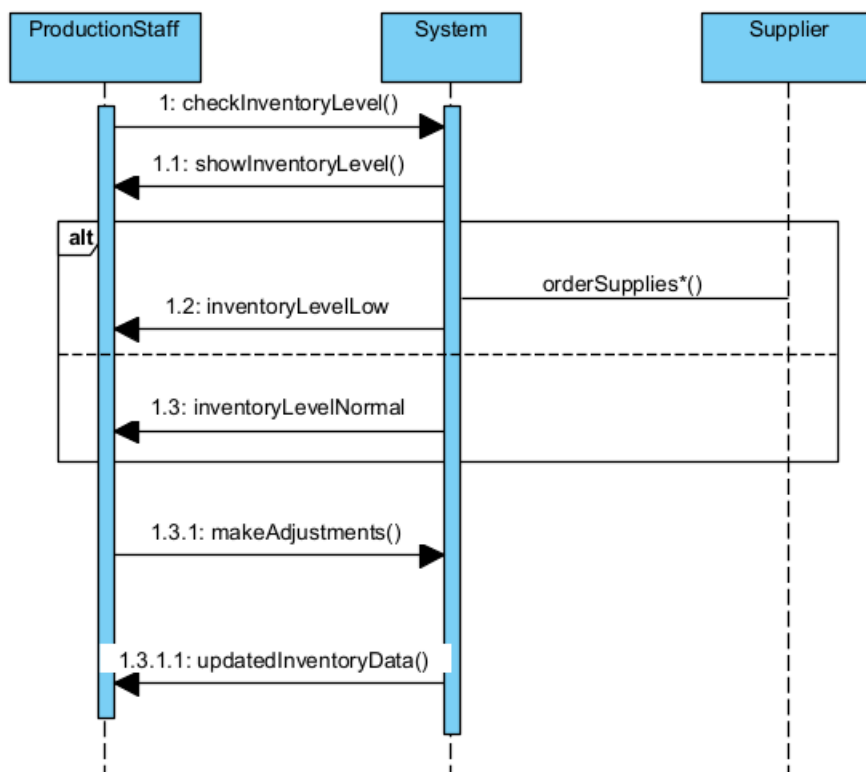 ProductionStaff
System
Supplier
1: checkInventoryLevel()
1.1: showInventoryLevel()
alt
orderSupplies*()
1.2: inventoryLevelLow
1.3: inventoryLevelNormal
1.3.1: makeAdjustments()
1.3.1.1: updatedInventoryData()